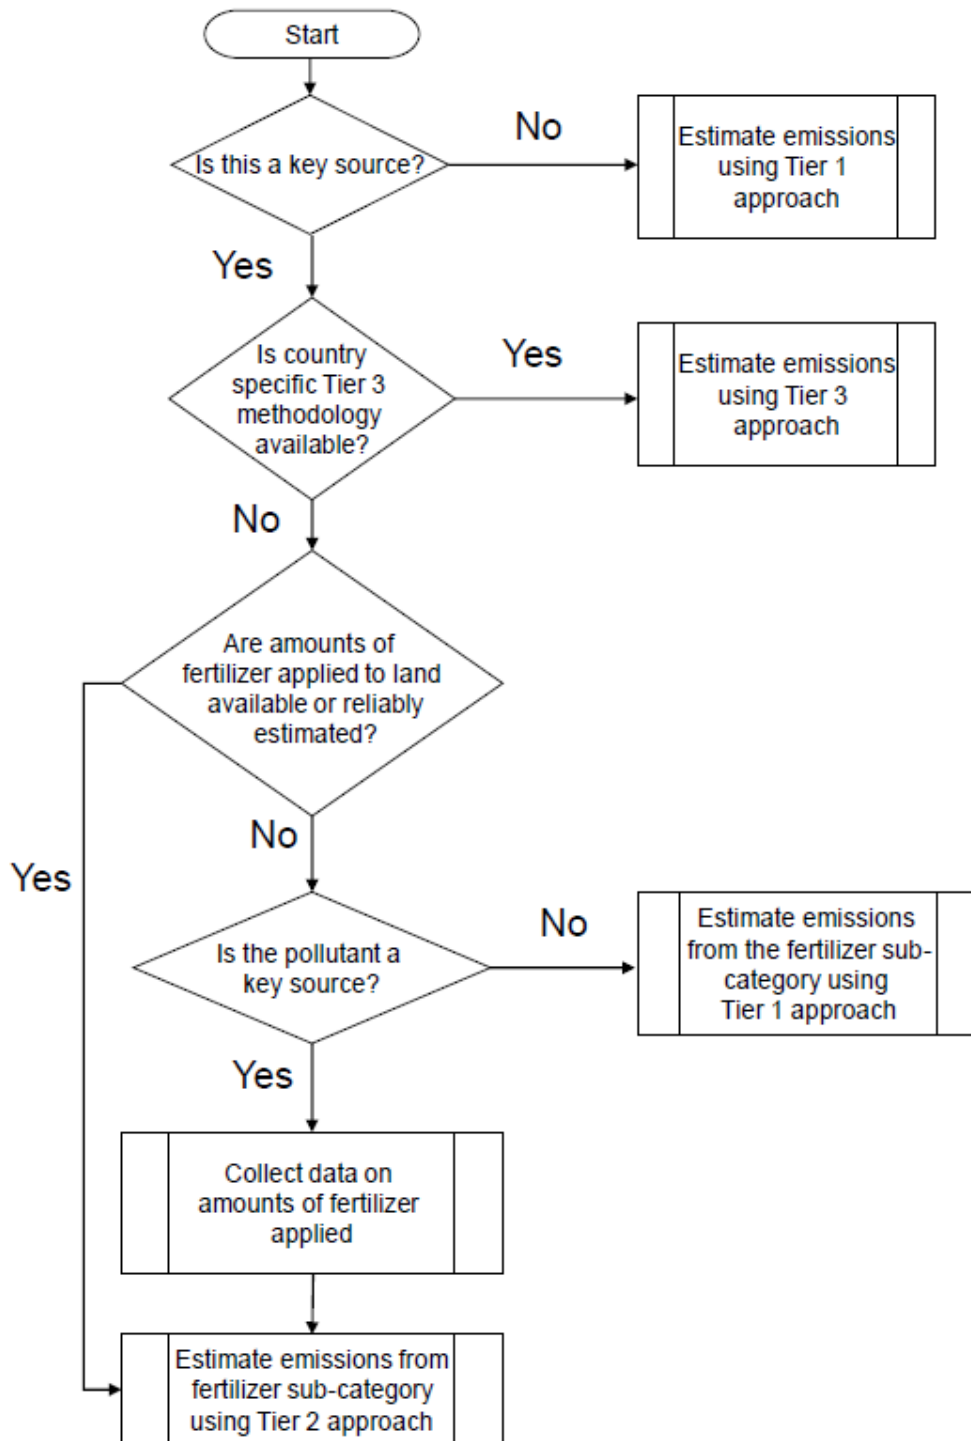 Start
Is this a key source?
No
Estimate emissions
using Tier 1
approach
Yes
Is country
specific Tier 3
methodology
available?
Yes
Estimate emissions
using Tier 3
approach
No
Are amounts of
fertilizer applied to land
available or reliably
estimated?
No
Yes
Is the pollutant a
key source?
No
Estimate emissions
from the fertilizer sub-
category using
Tier 1 approach
Yes
Collect data on
amounts of fertilizer
applied
Estimate emissions from
fertilizer sub-category
using Tier 2 approach